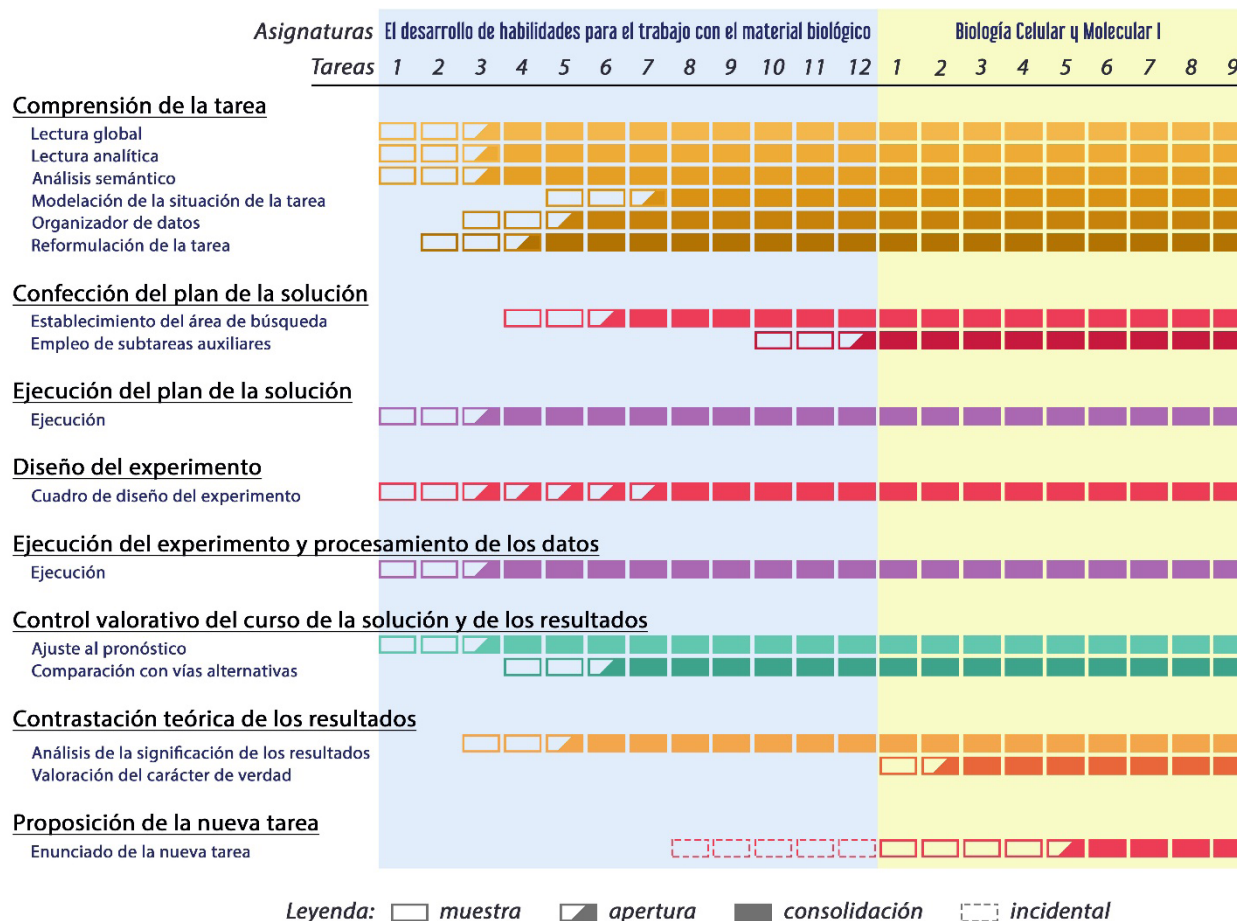 Asignaturas El desarrollo de habilidades para el trabajo con el material biológico Biología Celular y Molecular I
Tareas 1 2 3 4 5 6 7 8 9 10 11 12 1 2 3 4 5 6 7 8 9
Comprensión de la tarea
Lectura global
Lectura analítica
Análisis semántico
Modelación de la situación de la tarea
Organizador de datos
Reformulación de la tarea
Confección del plan de la solución
Establecimiento del área de búsqueda
Empleo de subtareas auxiliares
Ejecución del plan de la solución
Ejecución
Diseño del experimento
Cuadro de diseño del experimento
Ejecución del experimento y procesamiento de los datos
Ejecución
Control valorativo del curso de la solución y de los resultados
Ajuste al pronóstico
Comparación con vías alternativas
Contrastación teórica de los resultados
Análisis de la significación de los resultados
Valoración del carácter de verdad
Proposición de la nueva tarea
Enunciado de la nueva tarea
Leyenda: muestra apertura consolidación incidental